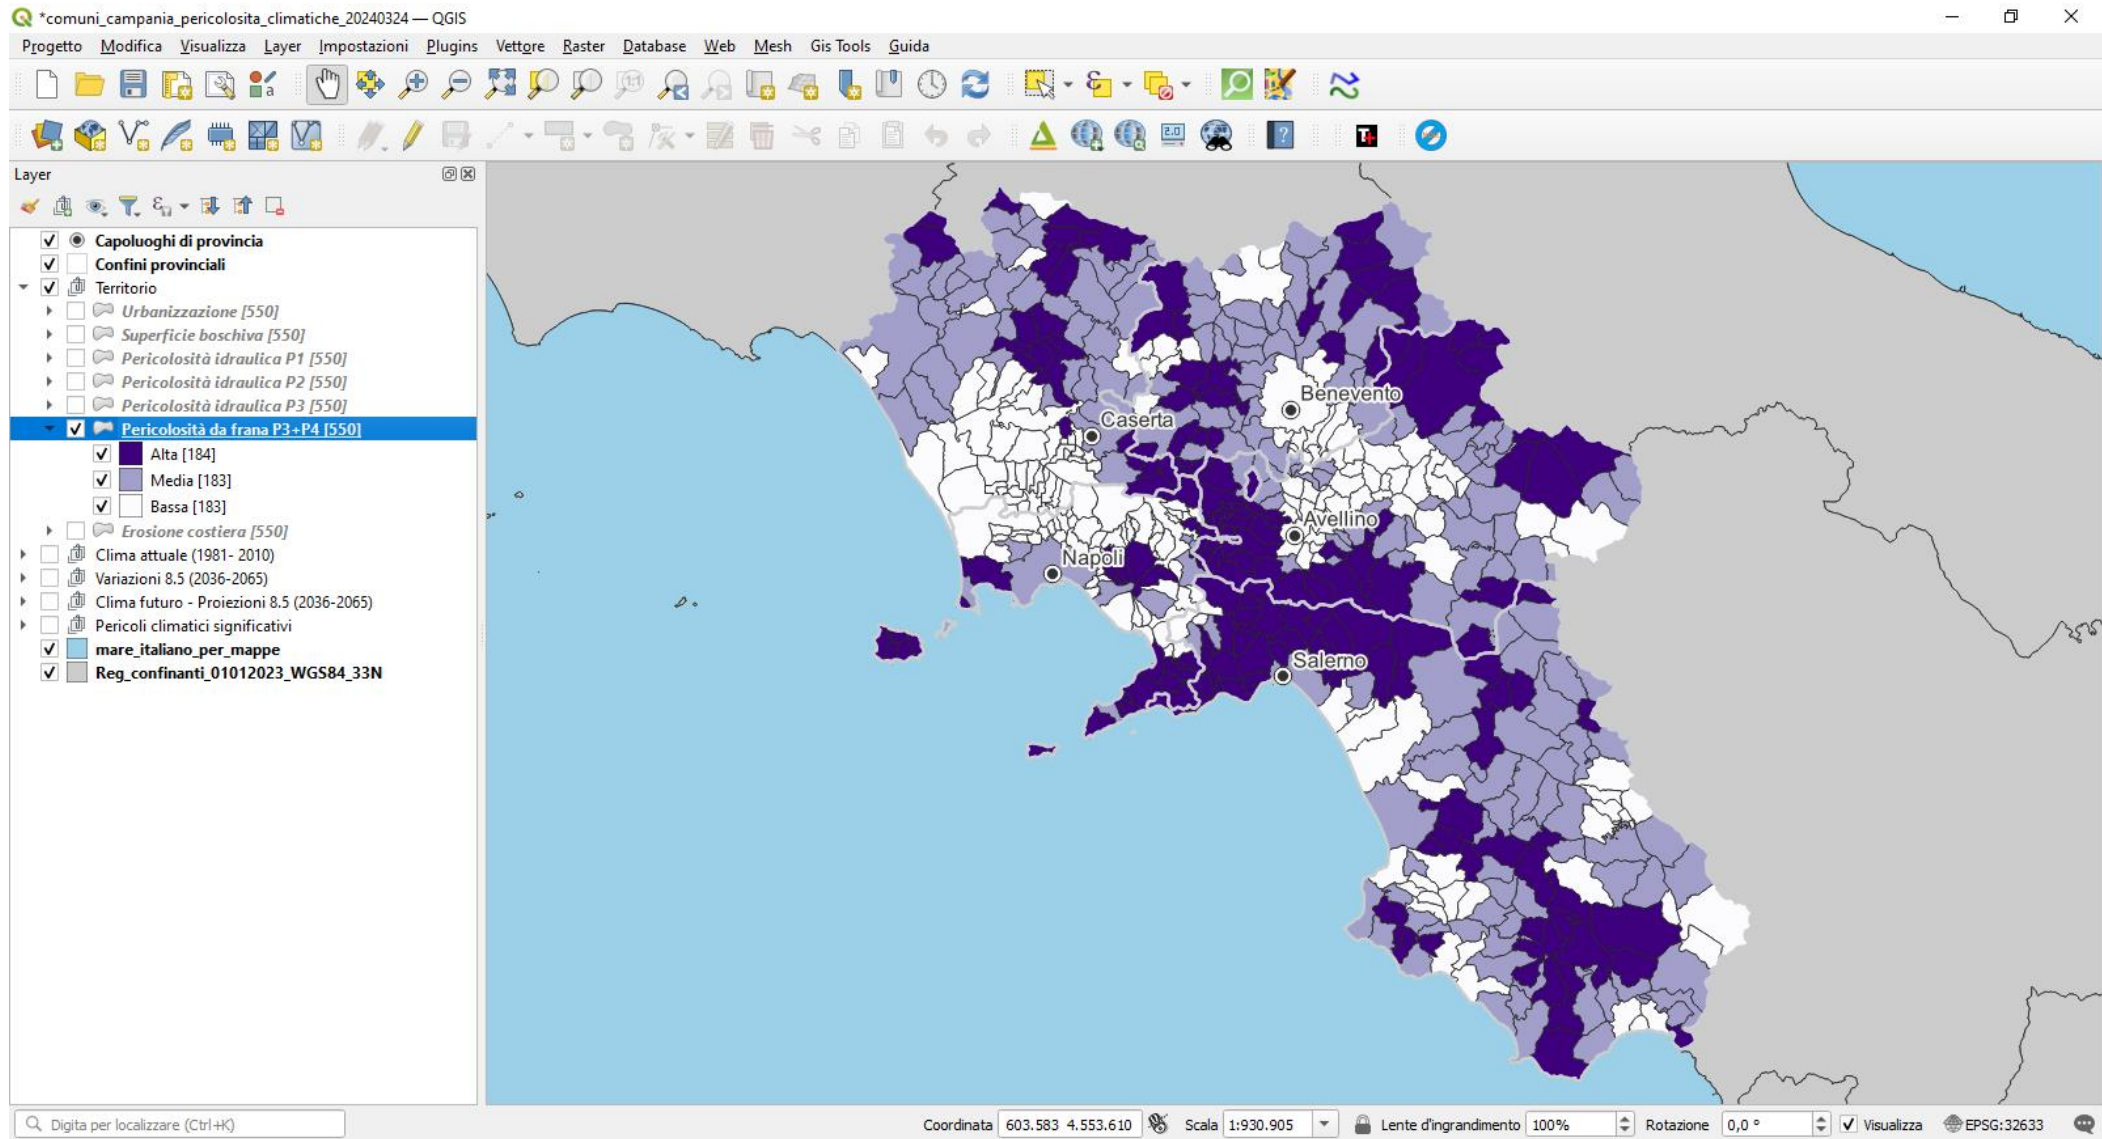 *comuni_campania_pericolosita_climatiche_20240324 — QGIS
Progetto Modifica Visualizza Layer Impostazioni Plugins Vettore Raster Database Web Mesh Gis Tools Guida
Layer
Capoluoghi di provincia
Confini provinciali
Territorio
Urbanizzazione [550]
Superficie boschiva [550]
Pericolosità idraulica P1 [550]
Pericolosità idraulica P2 [550]
Pericolosità idraulica P3 [550]
Pericolosità da frana P3+P4 [550]
Alta [184]
Media [183]
Bassa [183]
Erosione costiera [550]
Clima attuale (1981- 2010)
Variazioni 8.5 (2036-2065)
Clima futuro - Proiezioni 8.5 (2036-2065)
Pericoli climatici significativi
mare_italiano_per_mappe
Reg_confinanti_01012023_WGS84_33N
Benevento
Caserta
Avellino
Napoli
Salerno
Digita per localizzare (Ctrl+K)
Coordinata 603.583 4.553.610 Scala 1:930.905 Lente d'ingrandimento 100% Rotazione 0,0 ° Visualizza EPSG:32633